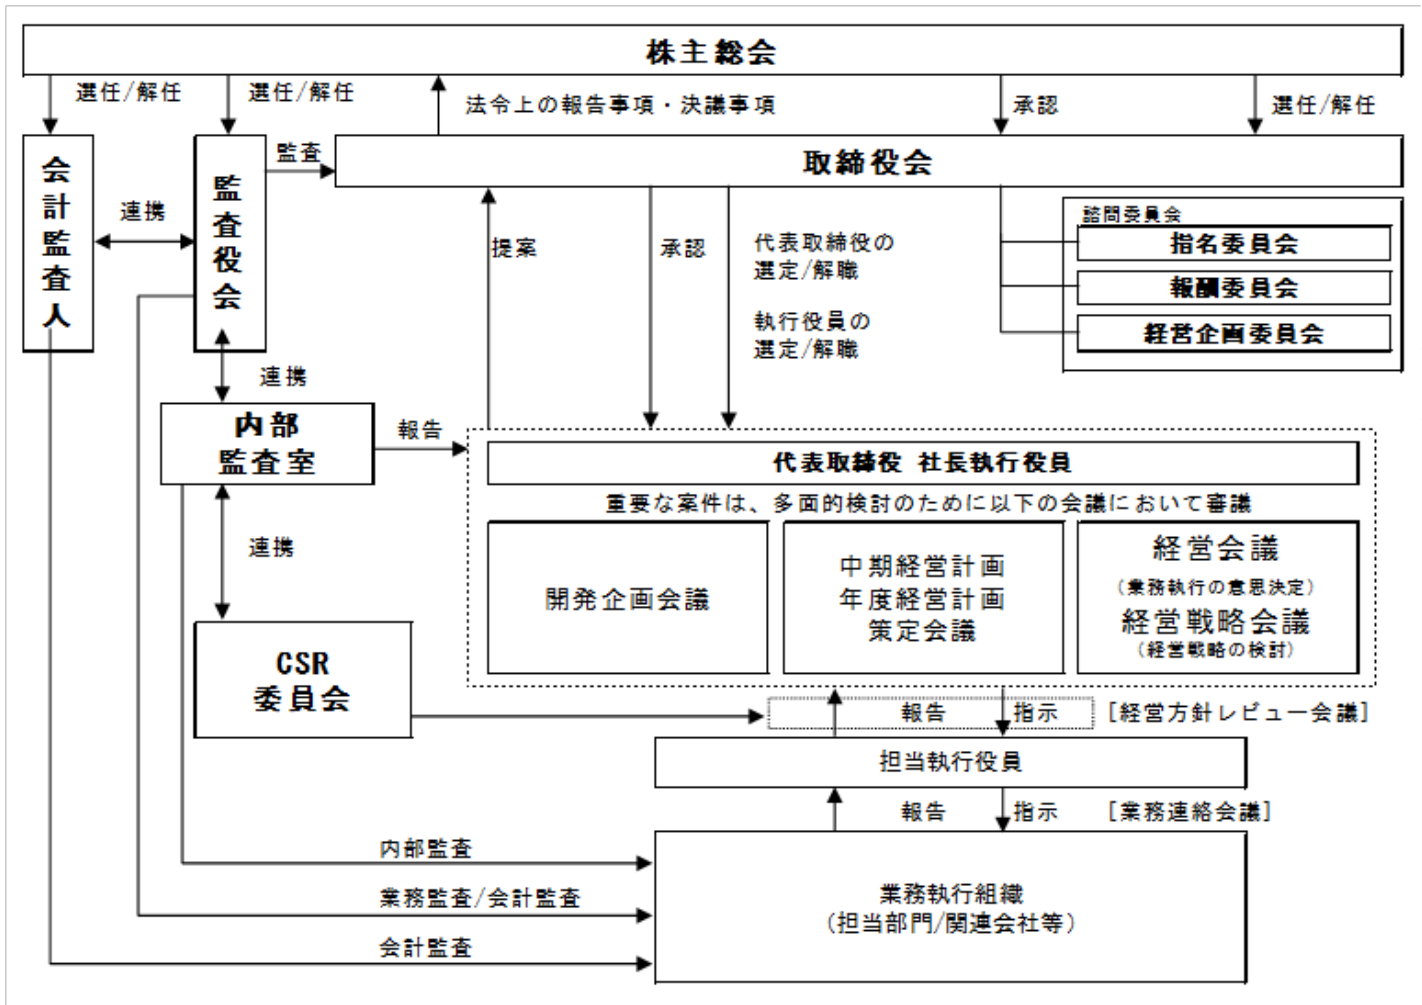 株主総会
選任/解任
選任/解任
法令上の報告事項・決議事項
承認
選任/解任
会計監査人
監査役会
監査
取締役会
連携
提案
承認
代表取締役の
選定/解職
執行役員の
選定/解職
諮問委員会
指名委員会
報酬委員会
経営企画委員会
連携
内部
監査室
報告
代表取締役 社長執行役員
重要な案件は、多面的検討のために以下の会議において審議
連携
開発企画会議
中期経営計画
年度経営計画
策定会議
経営会議
(業務執行の意思決定)
経営戦略会議
(経営戦略の検討)
CSR
委員会
報告
指示
[経営方針レビュー会議]
担当執行役員
報告
指示
[業務連絡会議]
内部監査
業務監査/会計監査
会計監査
業務執行組織
(担当部門/関連会社等)